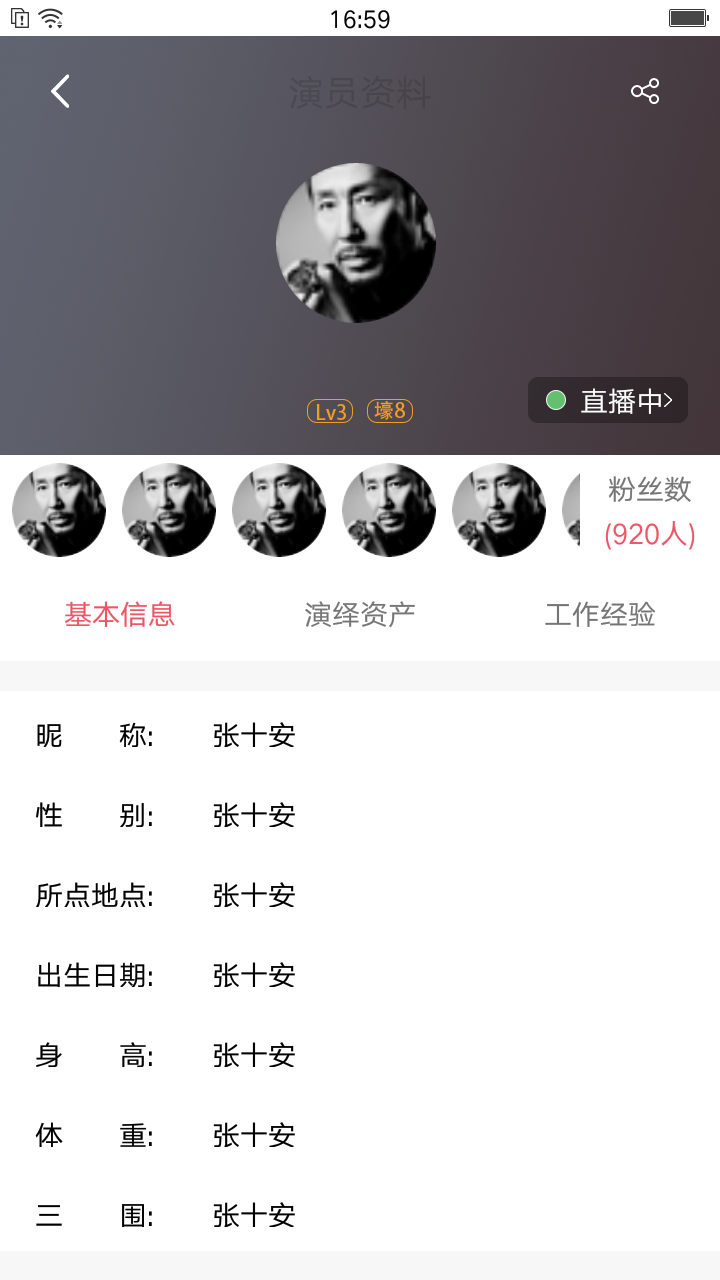 16:59
演员资料
Lv3 壕8
直播中
粉丝数
(920人)
基本信息 演绎资产 工作经验
昵 称: 张十安
性 别: 张十安
所点地点: 张十安
出生日期: 张十安
身 高: 张十安
体 重: 张十安
三 围: 张十安